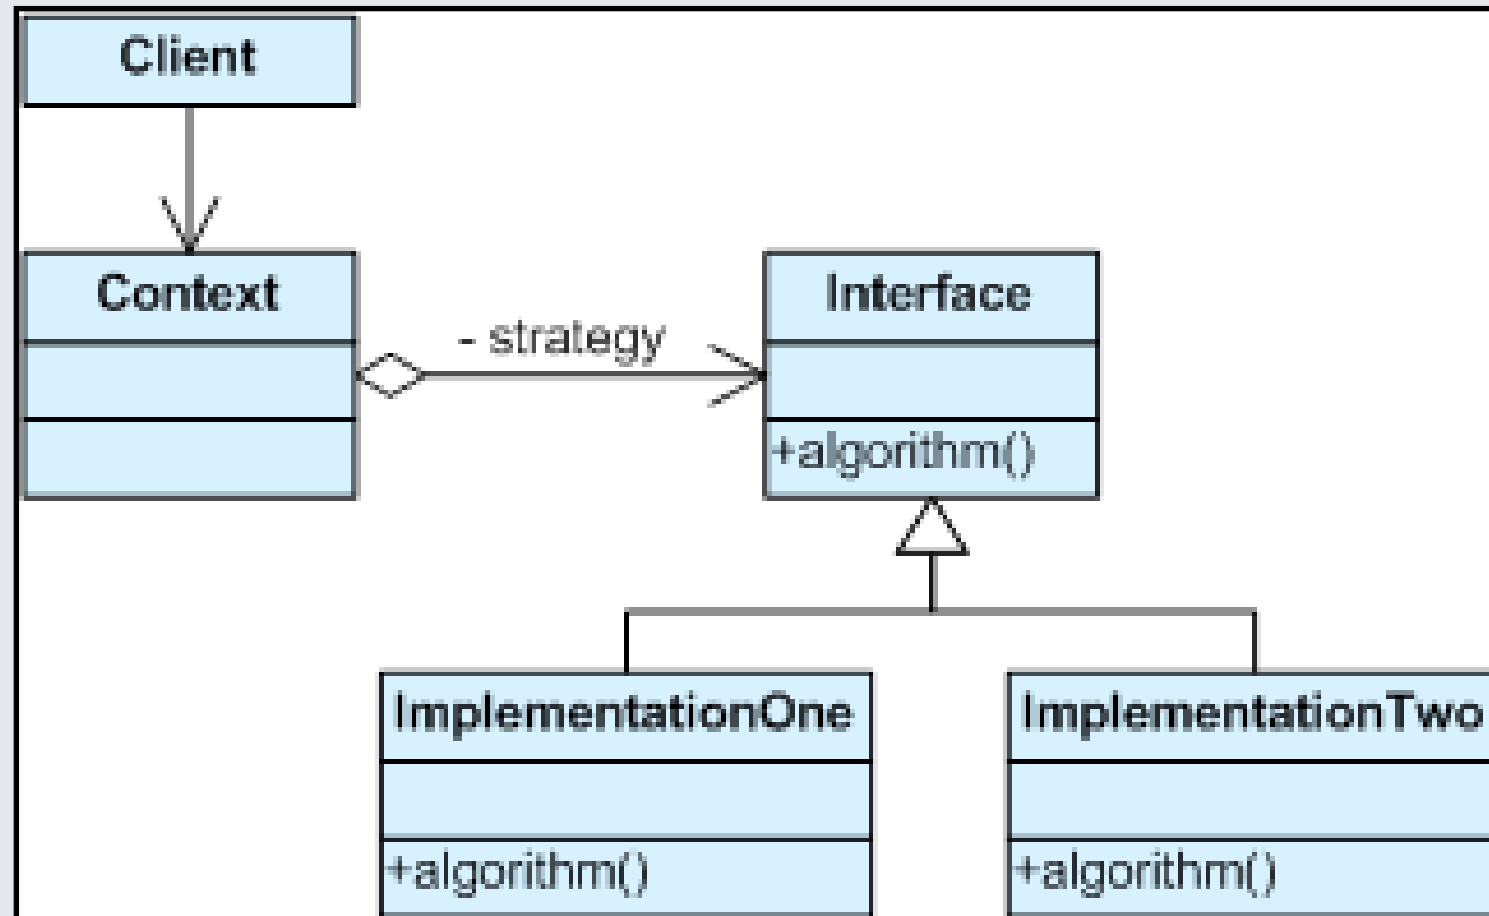 Client
Context
- strategy
Interface
+algorithm()
ImplementationOne
+algorithm()
ImplementationTwo
+algorithm()